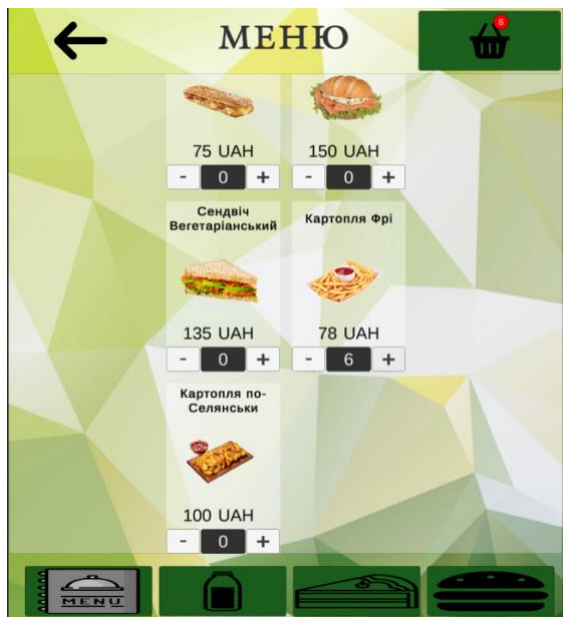 МЕНЮ
6
75 UAH
150 UAH
- 0 +
- 0 +
Сендвіч
Вегетаріанський
Картопля Фрі
135 UAH
78 UAH
- 0 +
- 6 +
Картопля по-
Селянськи
100 UAH
- 0 +
MENU